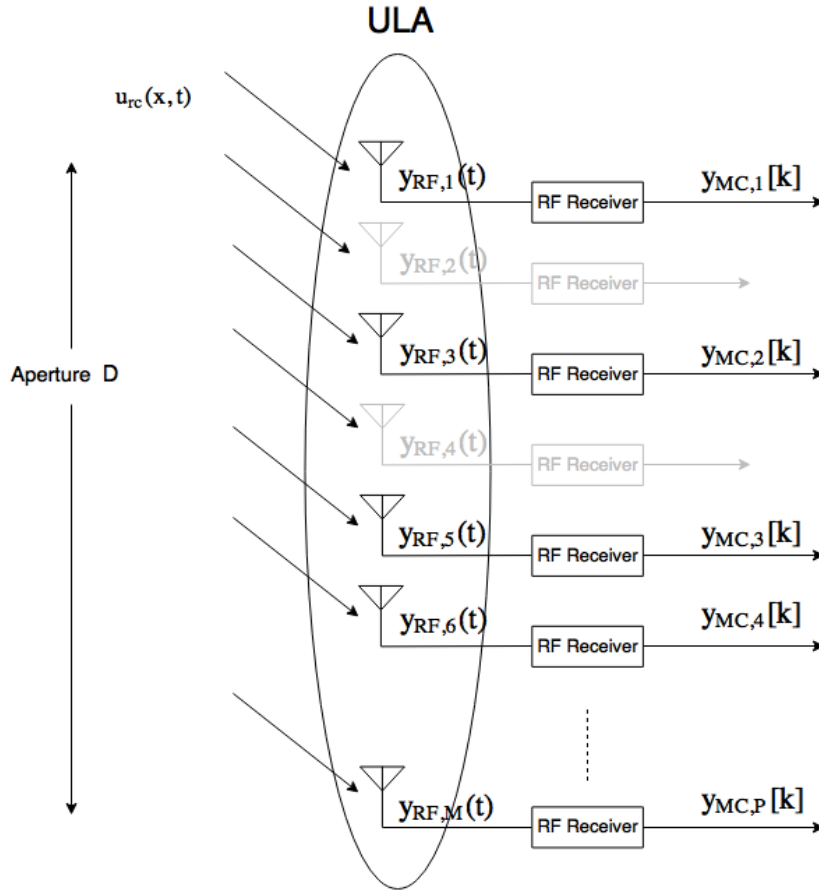 ULA
u_rc(x, t)
y_RF,1(t) RF Receiver y_MC,1[k]
y_RF,2(t) RF Receiver
y_RF,3(t) RF Receiver y_MC,2[k]
Aperture D
y_RF,4(t) RF Receiver
y_RF,5(t) RF Receiver y_MC,3[k]
y_RF,6(t) RF Receiver y_MC,4[k]
y_RF,M(t) RF Receiver y_MC,P[k]